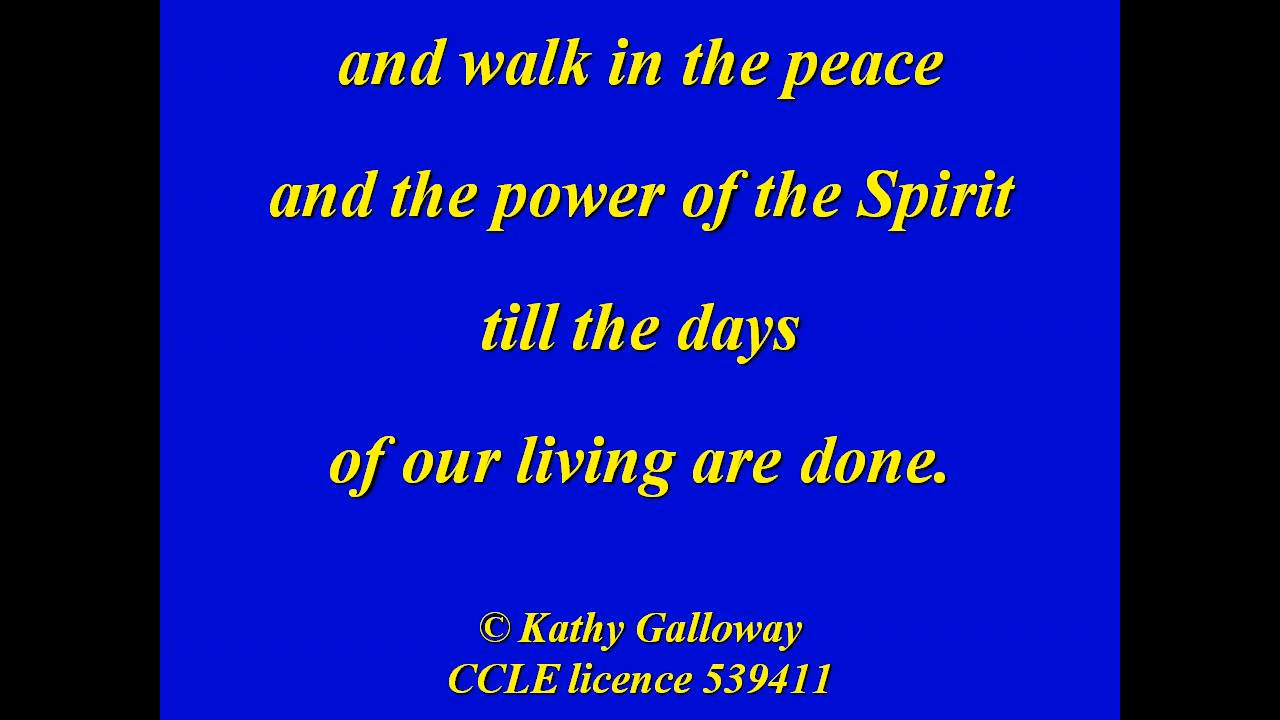 and walk in the peace
and the power of the Spirit
till the days
of our living are done.
© Kathy Galloway
CCLE licence 539411